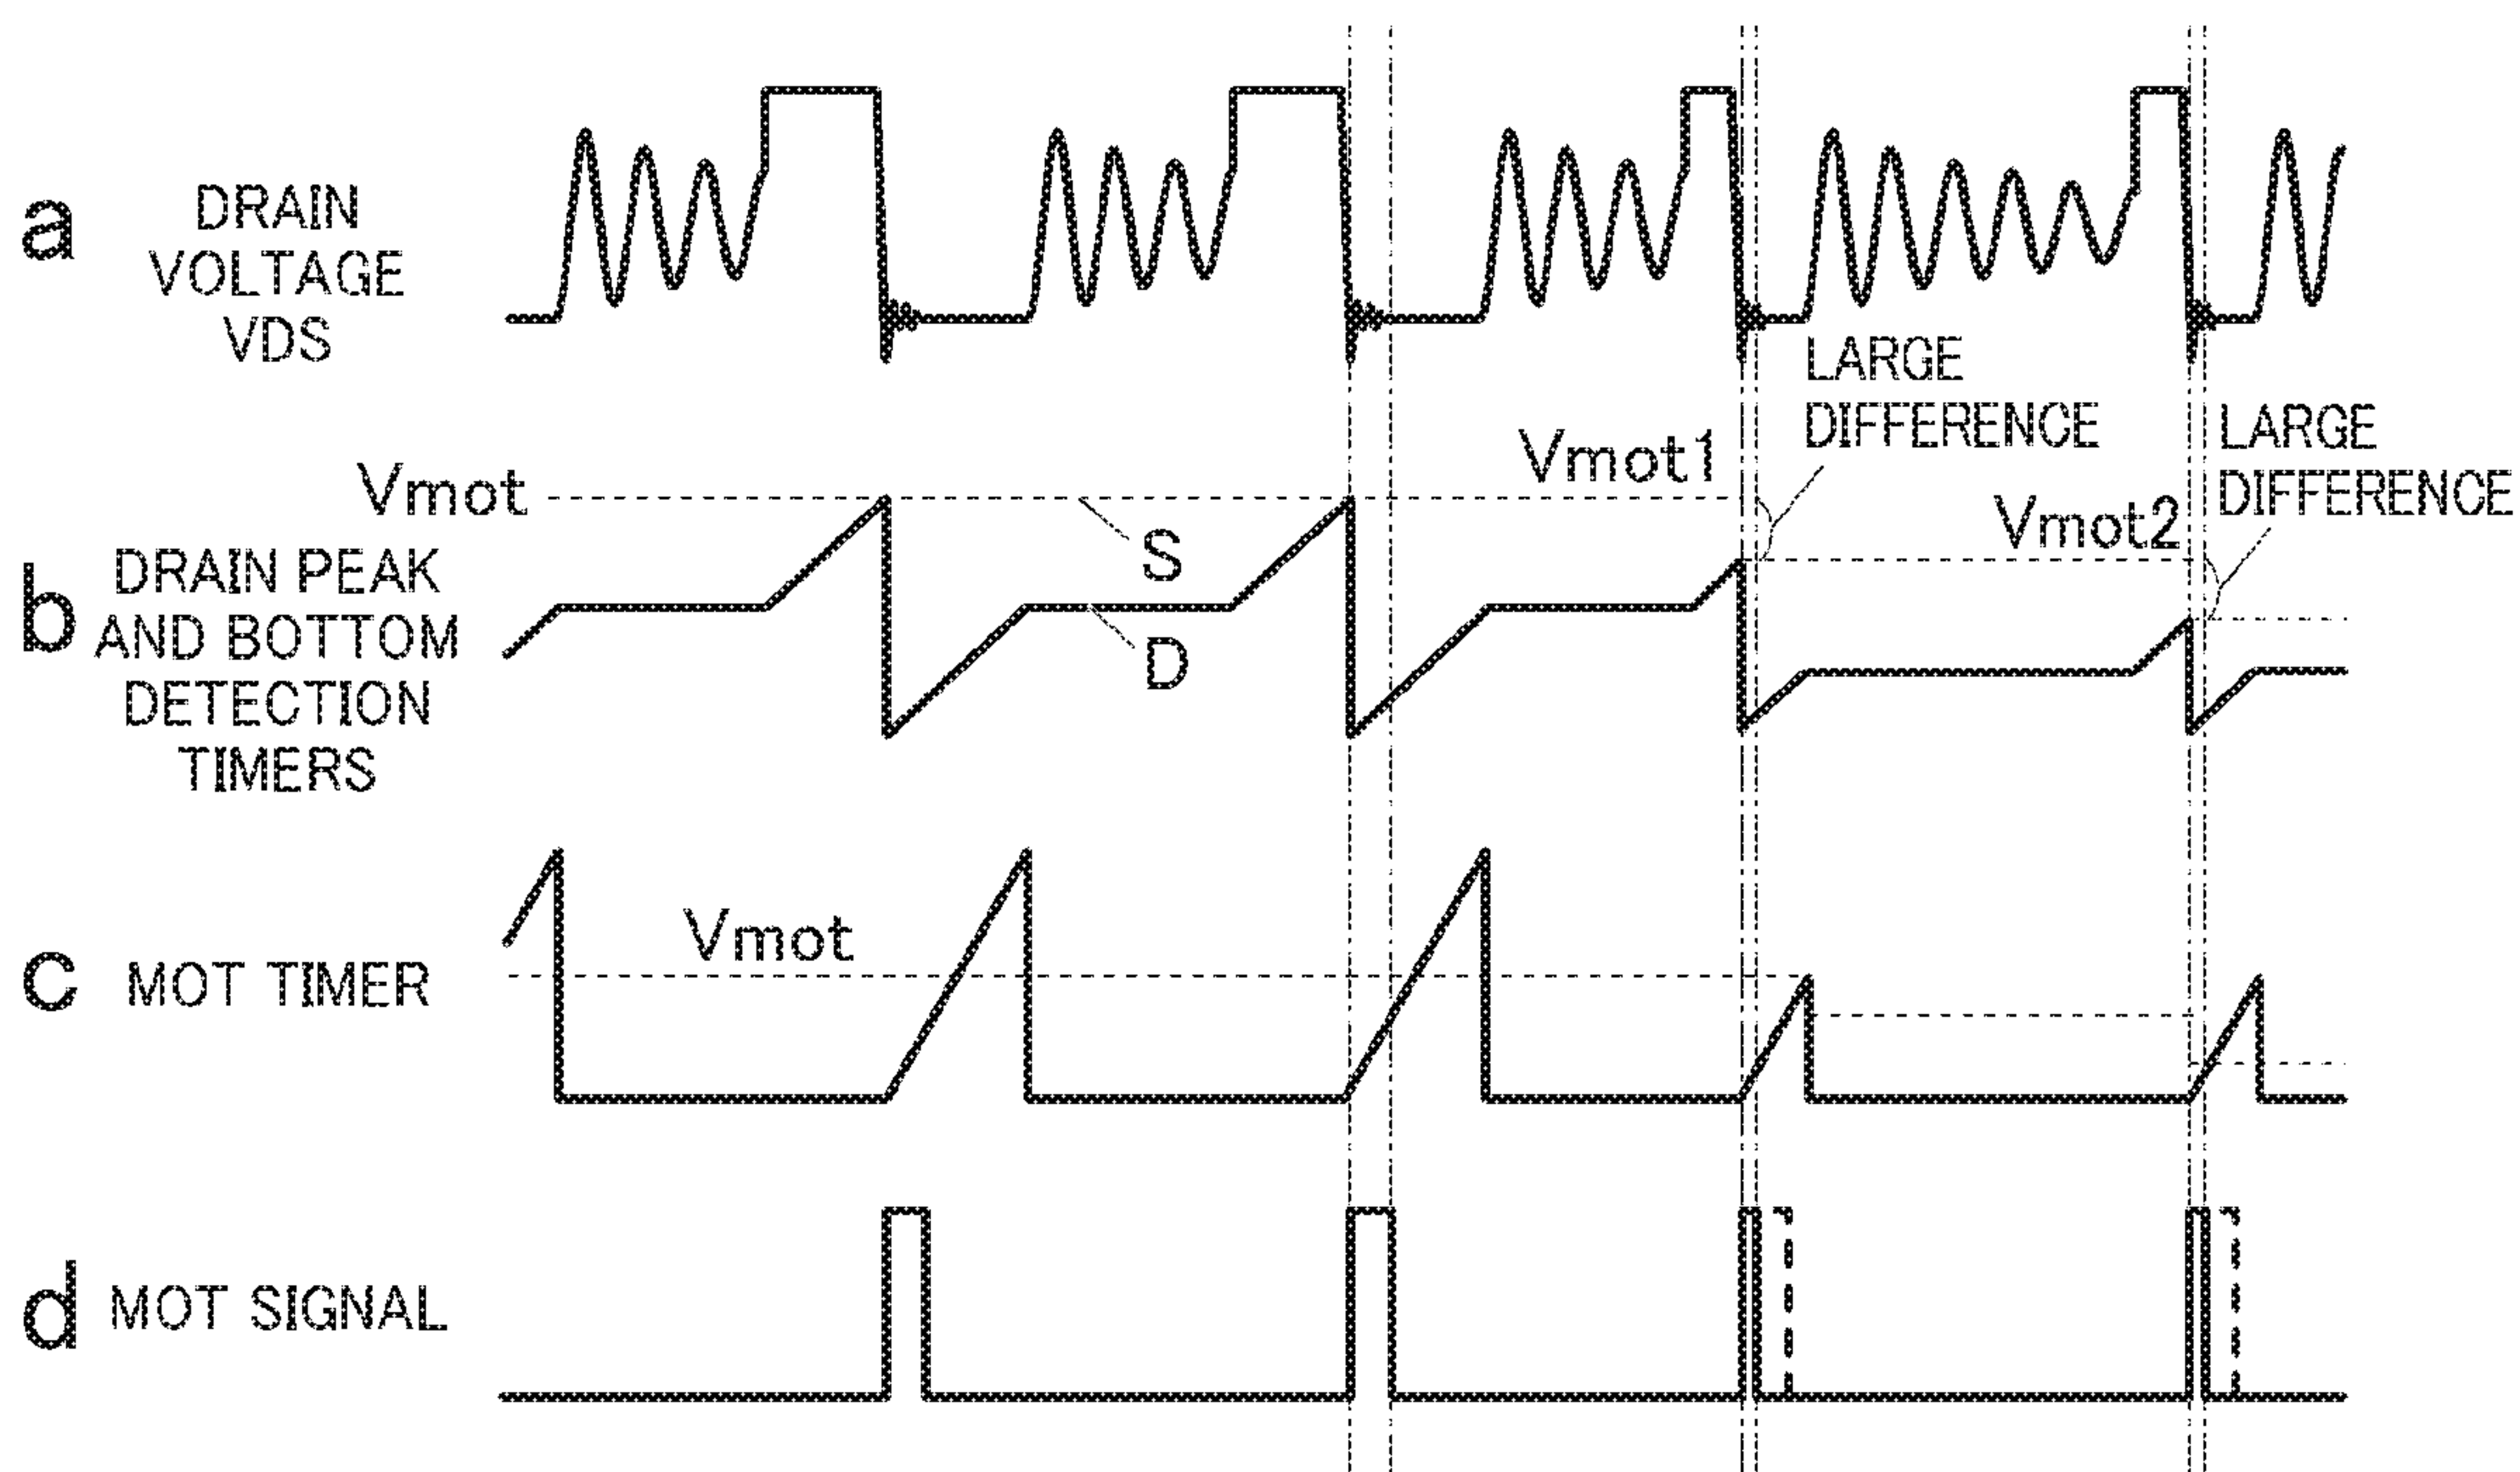 a
DRAIN
VOLTAGE
VDS
LARGE
DIFFERENCE
LARGE
DIFFERENCE
Vmot
Vmot1
Vmot2
S
D
b
DRAIN PEAK
AND BOTTOM
DETECTION
TIMERS
c
MOT TIMER
Vmot
d
MOT SIGNAL